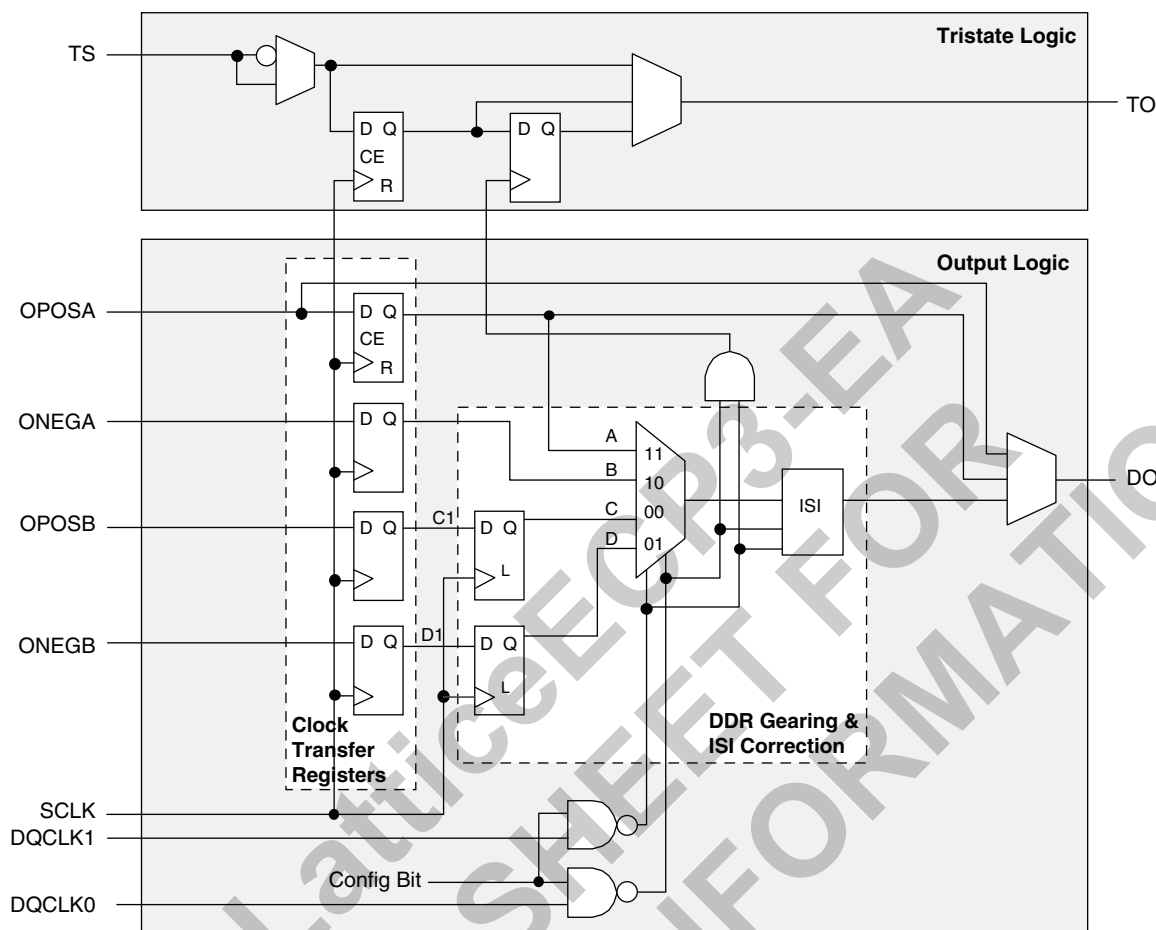 Tristate Logic
TS
TO
D Q
CE
R
D Q
Output Logic
OPOSA
D Q
CE
R
ONEGA
D Q
A
11
B
10
C
00
D
01
ISI
DO
OPOSB
D Q
C1
D Q
L
ONEGB
D Q
D1
D Q
L
Clock
Transfer
Registers
DDR Gearing &
ISI Correction
SCLK
DQCLK1
Config Bit
DQCLK0
LatticeECP3-EA
SHEET FOR